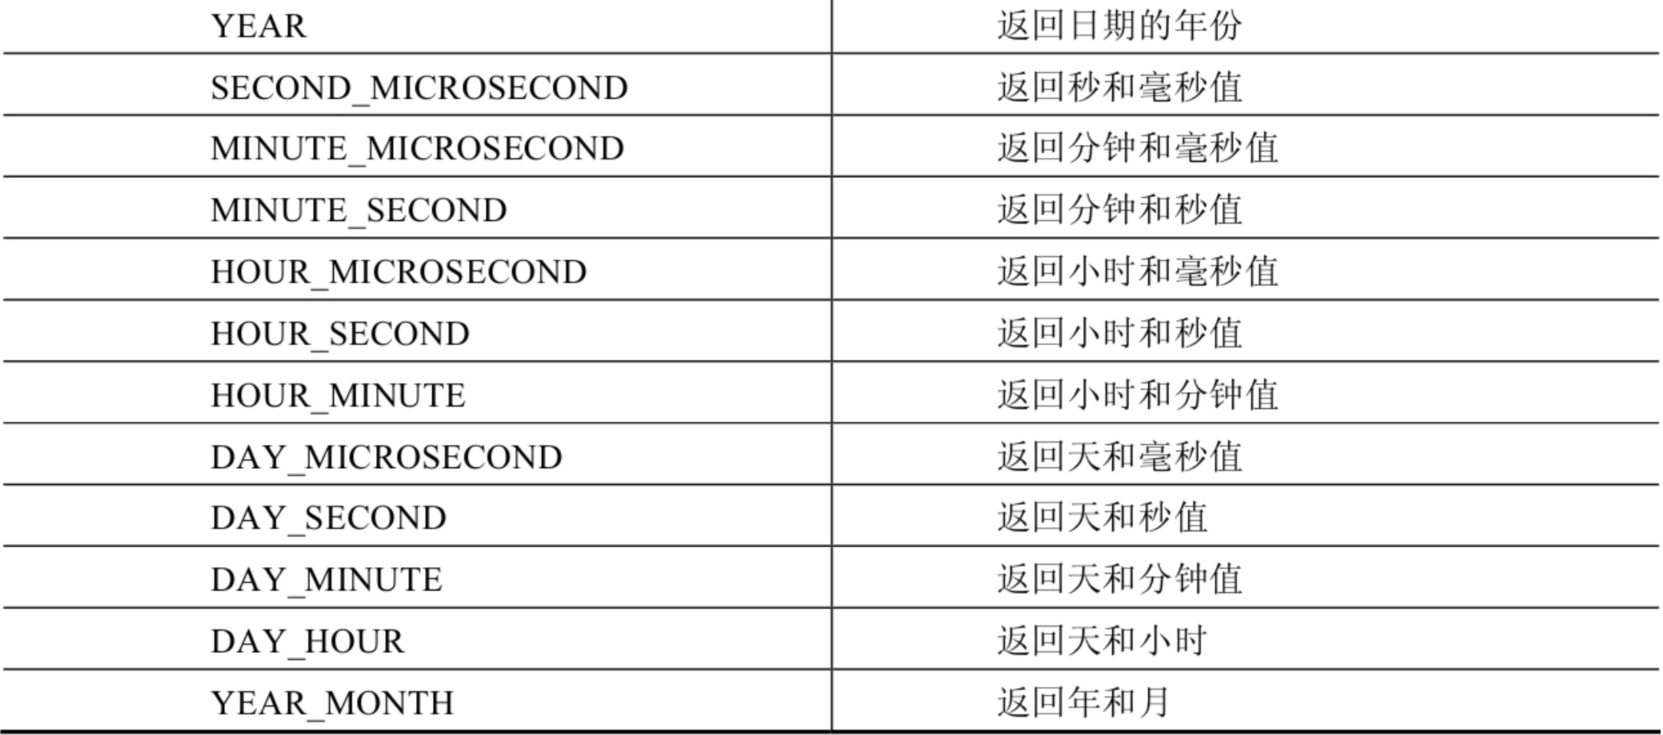 YEAR 返回日期的年份
SECOND_MICROSECOND 返回秒和毫秒值
MINUTE_MICROSECOND 返回分钟和毫秒值
MINUTE_SECOND 返回分钟和秒值
HOUR_MICROSECOND 返回小时和毫秒值
HOUR_SECOND 返回小时和秒值
HOUR_MINUTE 返回小时和分钟值
DAY_MICROSECOND 返回天和毫秒值
DAY_SECOND 返回天和秒值
DAY_MINUTE 返回天和分钟值
DAY_HOUR 返回天和小时
YEAR_MONTH 返回年和月